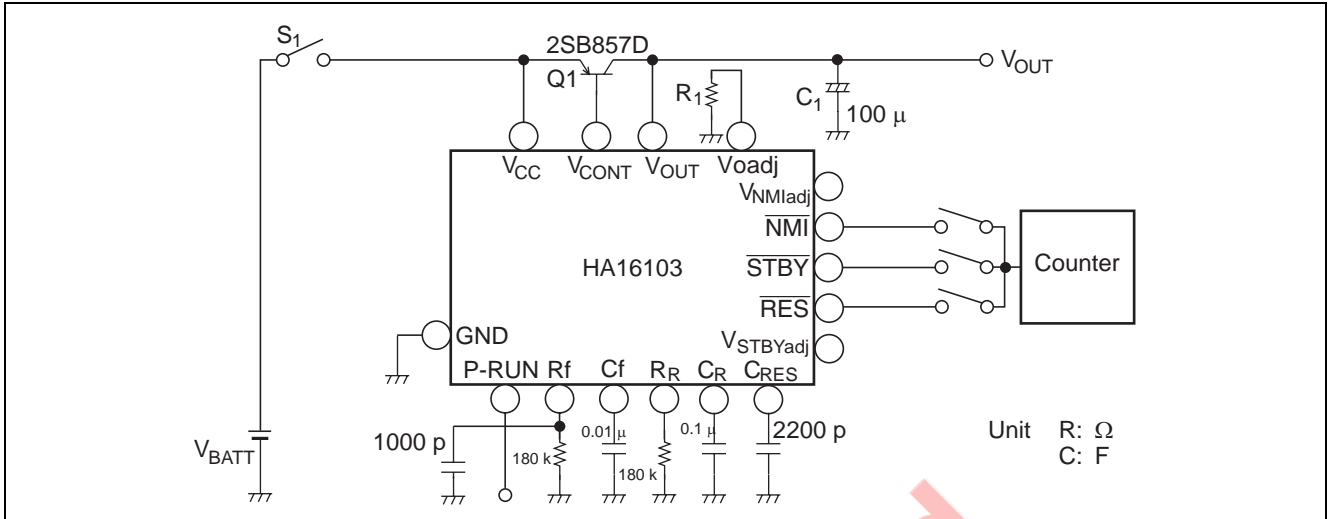 S1
2SB857D
Q1
VOUT
R1
C1
100 μ
VCC
VCONT
VOUT
Voadj
VNMIadj
NMI
HA16103
STBY
Counter
RES
GND
VSTBYadj
P-RUN
Rf
Cf
RR
CR
CRES
1000 p
180 k
0.01 μ
180 k
0.1 μ
2200 p
VBATT
Unit R: Ω
C: F